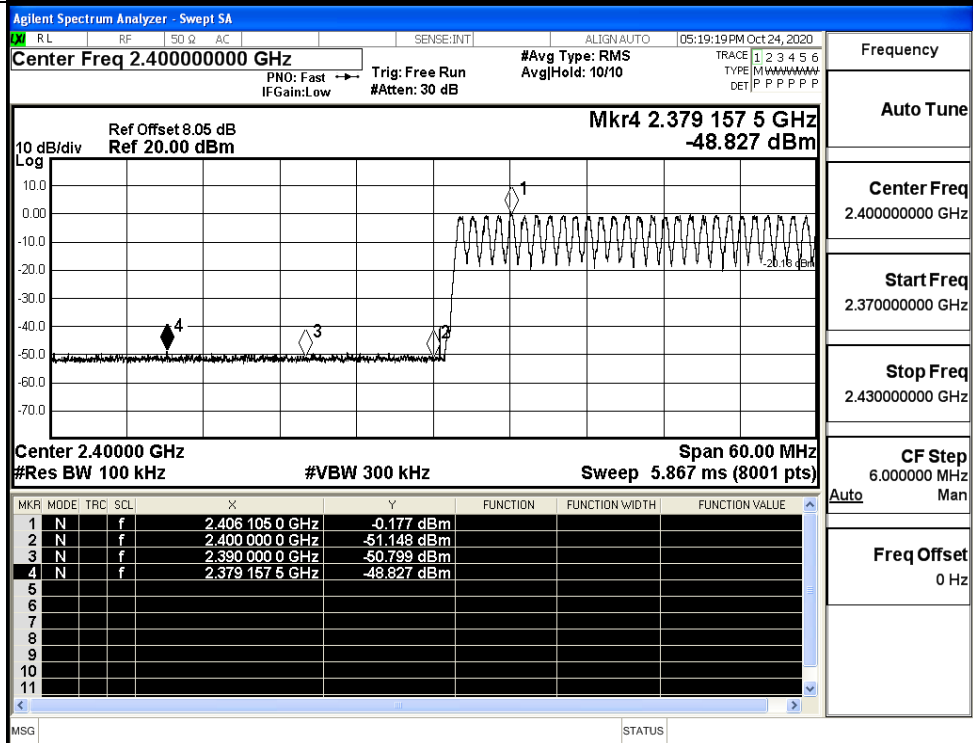 Agilent Spectrum Analyzer - Swept SA
LXI RL RF 50 Ω AC SENSE:INT ALIGN AUTO 05:19:19 PM Oct 24, 2020
Center Freq 2.400000000 GHz
PNO: Fast
IFGain:Low
Trig: Free Run
#Atten: 30 dB
#Avg Type: RMS
Avg|Hold: 10/10
TRACE 1 2 3 4 5 6
TYPE M W W W W W
DET P P P P P P
Mkr4 2.379 157 5 GHz
-48.827 dBm
Ref Offset 8.05 dB
10 dB/div Ref 20.00 dBm
Log
10.0
0.00
-10.0
-20.0
-30.0
-40.0
-50.0
-60.0
-70.0
1
2
3
4
-20.18 dBm
Center 2.40000 GHz Span 60.00 MHz
#Res BW 100 kHz #VBW 300 kHz Sweep 5.867 ms (8001 pts)
MKR MODE TRC SCL X Y FUNCTION FUNCTION WIDTH FUNCTION VALUE
1 N f 2.406 105 0 GHz -0.177 dBm
2 N f 2.400 000 0 GHz -51.148 dBm
3 N f 2.390 000 0 GHz -50.799 dBm
4 N f 2.379 157 5 GHz -48.827 dBm
5
6
7
8
9
10
11
MSG STATUS
Frequency
Auto Tune
Center Freq
2.400000000 GHz
Start Freq
2.370000000 GHz
Stop Freq
2.430000000 GHz
CF Step
6.000000 MHz
Auto Man
Freq Offset
0 Hz